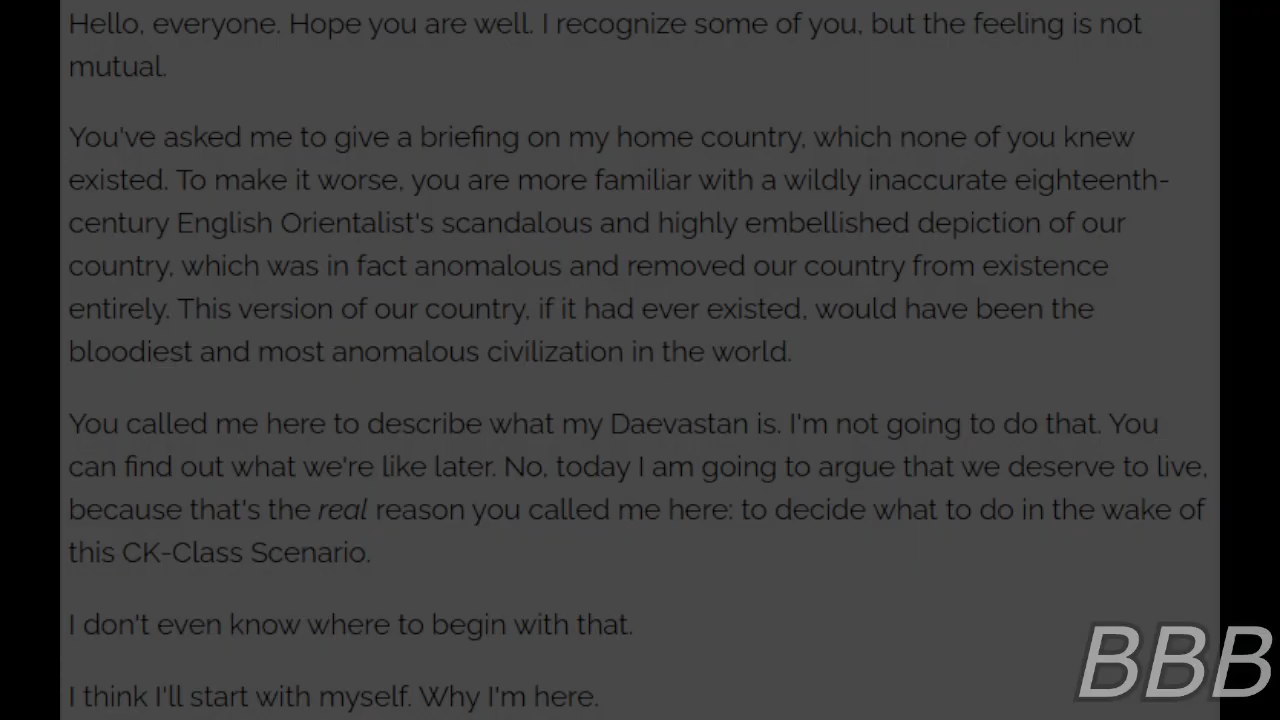 Hello, everyone. Hope you are well. I recognize some of you, but the feeling is not
mutual.
You've asked me to give a briefing on my home country, which none of you knew
existed. To make it worse, you are more familiar with a wildly inaccurate eighteenth-
century English Orientalist's scandalous and highly embellished depiction of our
country, which was in fact anomalous and removed our country from existence
entirely. This version of our country, if it had ever existed, would have been the
bloodiest and most anomalous civilization in the world.
You called me here to describe what my Daevastan is. I'm not going to do that. You
can find out what we're like later. No, today I am going to argue that we deserve to live,
because that's the real reason you called me here: to decide what to do in the wake of
this CK-Class Scenario.
I don't even know where to begin with that.
I think I'll start with myself. Why I'm here.
BBB